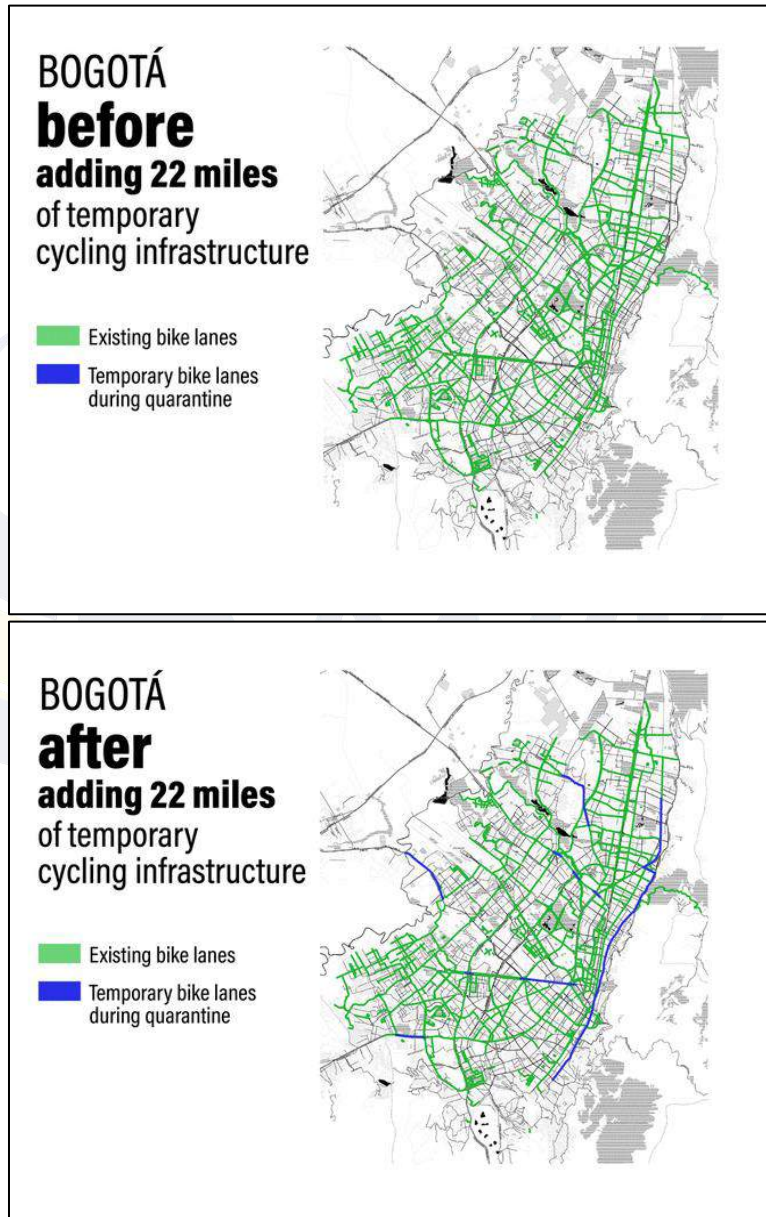 BOGOTÁ
before
adding 22 miles
of temporary
cycling infrastructure
Existing bike lanes
Temporary bike lanes
during quarantine
BOGOTÁ
after
adding 22 miles
of temporary
cycling infrastructure
Existing bike lanes
Temporary bike lanes
during quarantine